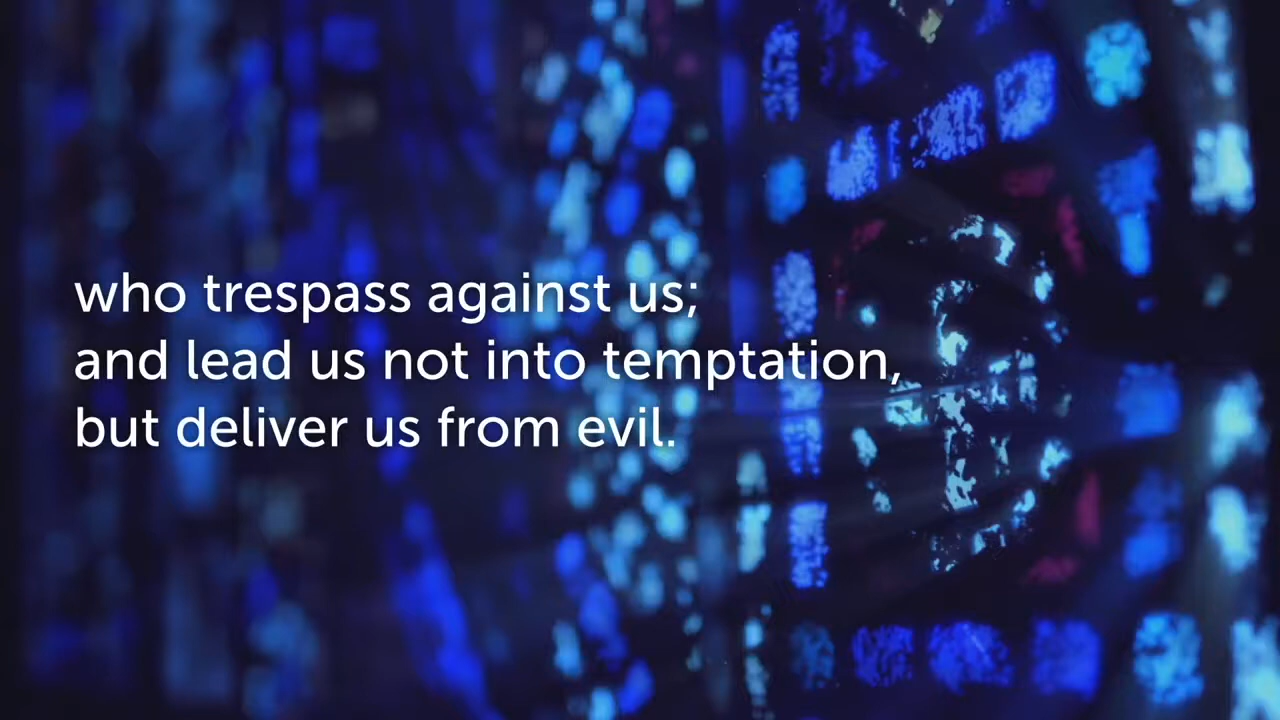 who trespass against us;
and lead us not into temptation,
but deliver us from evil.